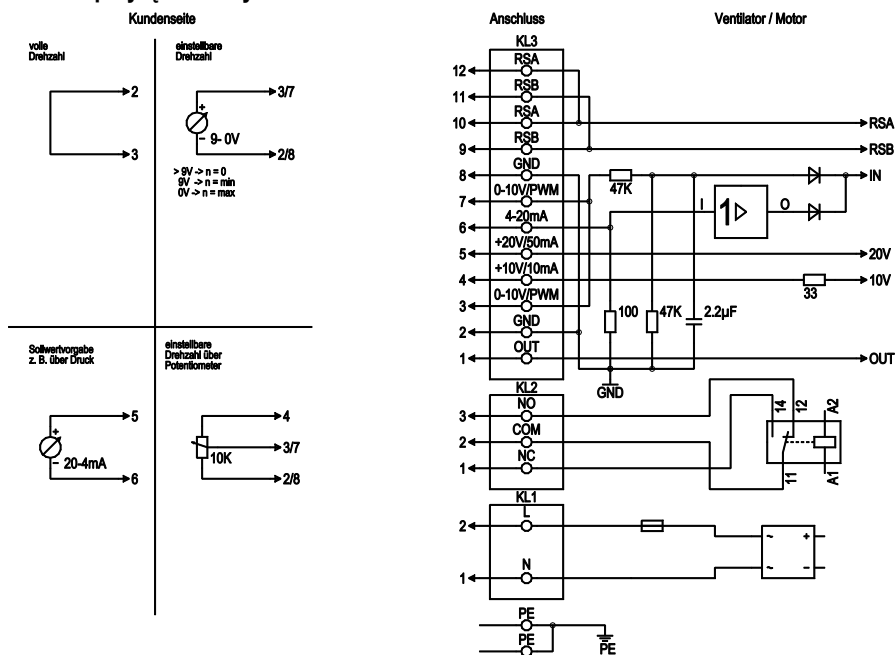 Kundenseite
Anschluss
Ventilator / Motor
volle
Drehzahl
2
3
einstellbare
Drehzahl
3/7
+
9- 0V
−
2/8
> 9V -> n = 0
9V -> n = min
0V -> n = max
Sollwertvorgabe
z. B. über Druck
5
+
− 20-4mA
6
einstellbare
Drehzahl über
Potentiometer
4
3/7
10K
2/8
KL3
12 RSA
11 RSB
10 RSA RSA
9 RSB RSB
8 GND IN
47K
7 0-10V/PWM
I 1 O
6 4-20mA
5 +20V/50mA 20V
4 +10V/10mA 10V
33
3 0-10V/PWM
100 47K 2.2µF
2 GND
1 OUT OUT
GND
KL2
3 NO
2 COM
1 NC
14 12 A2
11 A1
KL1
2 L
1 N
~ +
~ −
PE
PE
PE